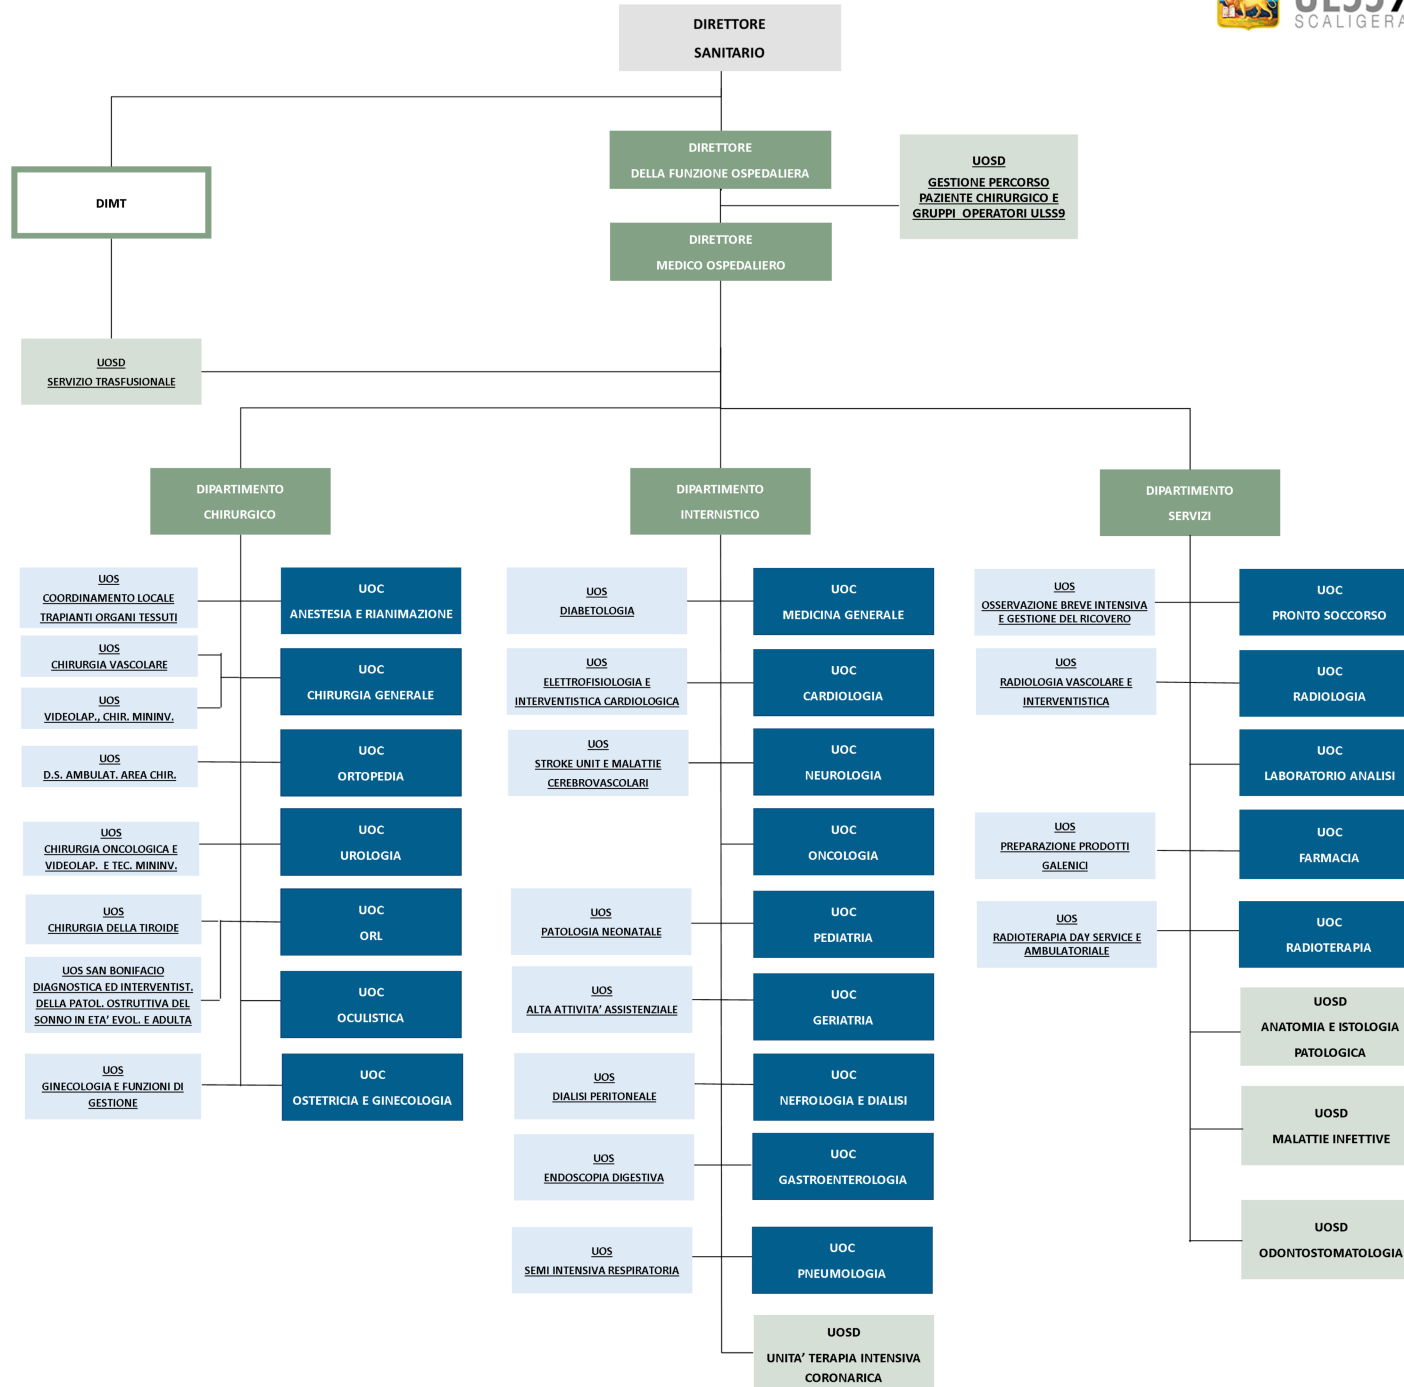 ULSS9
SCALIGERA
DIRETTORE
SANITARIO
DIRETTORE
DELLA FUNZIONE OSPEDALIERA
UOSD
GESTIONE PERCORSO
PAZIENTE CHIRURGICO E
GRUPPI OPERATORI ULSS9
DIMT
DIRETTORE
MEDICO OSPEDALIERO
UOSD
SERVIZIO TRASFUSIONALE
DIPARTIMENTO
CHIRURGICO
UOS
COORDINAMENTO LOCALE
TRAPIANTI ORGANI TESSUTI
UOC
ANESTESIA E RIANIMAZIONE
UOS
CHIRURGIA VASCOLARE
UOS
VIDEOLAP., CHIR. MININV.
UOC
CHIRURGIA GENERALE
UOS
D.S. AMBULAT. AREA CHIR.
UOC
ORTOPEDIA
UOS
CHIRURGIA ONCOLOGICA E
VIDEOLAP. E TEC. MININV.
UOC
UROLOGIA
UOS
CHIRURGIA DELLA TIROIDE
UOC
ORL
UOS SAN BONIFACIO
DIAGNOSTICA ED INTERVENTIST.
DELLA PATOL. OSTRUTTIVA DEL
SONNO IN ETA’ EVOL. E ADULTA
UOC
OCULISTICA
UOS
GINECOLOGIA E FUNZIONI DI
GESTIONE
UOC
OSTETRICIA E GINECOLOGIA
DIPARTIMENTO
INTERNISTICO
UOS
DIABETOLOGIA
UOC
MEDICINA GENERALE
UOS
ELETTROFISIOLOGIA E
INTERVENTISTICA CARDIOLOGICA
UOC
CARDIOLOGIA
UOS
STROKE UNIT E MALATTIE
CEREBROVASCOLARI
UOC
NEUROLOGIA
UOC
ONCOLOGIA
UOS
PATOLOGIA NEONATALE
UOC
PEDIATRIA
UOS
ALTA ATTIVITA’ ASSISTENZIALE
UOC
GERIATRIA
UOS
DIALISI PERITONEALE
UOC
NEFROLOGIA E DIALISI
UOS
ENDOSCOPIA DIGESTIVA
UOC
GASTROENTEROLOGIA
UOS
SEMI INTENSIVA RESPIRATORIA
UOC
PNEUMOLOGIA
UOSD
UNITA’ TERAPIA INTENSIVA
CORONARICA
DIPARTIMENTO
SERVIZI
UOS
OSSERVAZIONE BREVE INTENSIVA
E GESTIONE DEL RICOVERO
UOC
PRONTO SOCCORSO
UOS
RADIOLOGIA VASCOLARE E
INTERVENTISTICA
UOC
RADIOLOGIA
UOC
LABORATORIO ANALISI
UOS
PREPARAZIONE PRODOTTI
GALENICI
UOC
FARMACIA
UOS
RADIOTERAPIA DAY SERVICE E
AMBULATORIALE
UOC
RADIOTERAPIA
UOSD
ANATOMIA E ISTOLOGIA
PATOLOGICA
UOSD
MALATTIE INFETTIVE
UOSD
ODONTOSTOMATOLOGIA